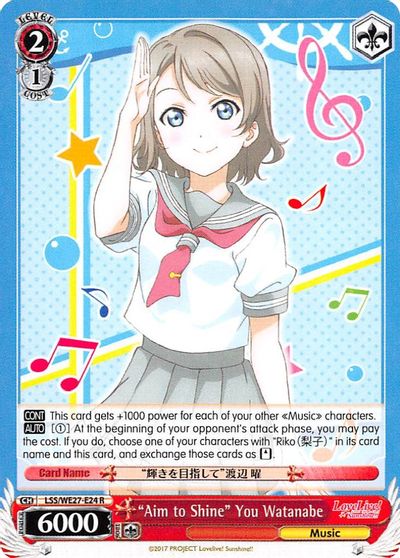 LEVEL
2
1
COST
CONT This card gets +1000 power for each of your other «Music» characters.
AUTO [①] At the beginning of your opponent's attack phase, you may pay
the cost. If you do, choose one of your characters with "Riko (梨子)" in its card
name and this card, and exchange those cards as
Card Name
"輝きを目指して" 渡辺 曜
CH LSS/WE27-E24 R
POWER
6000
SOUL
"Aim to Shine" You Watanabe
Music
LoveLive!
Sunshine!!
©2017 PROJECT Lovelive! Sunshine!!